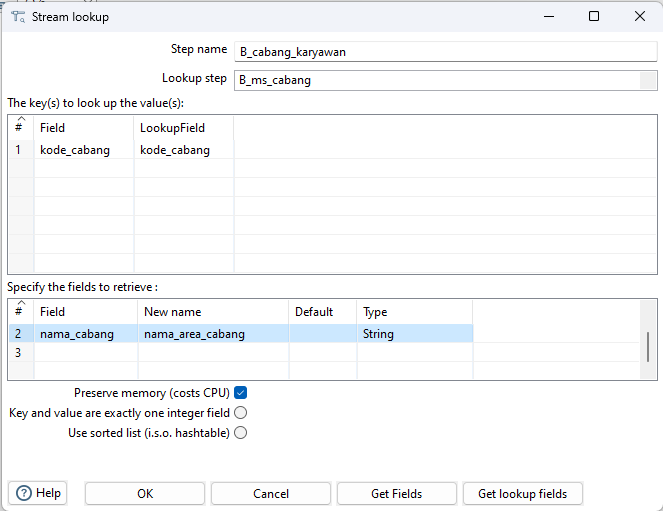 Stream lookup
Step name B_cabang_karyawan
Lookup step B_ms_cabang
The key(s) to look up the value(s):
# Field LookupField
1 kode_cabang kode_cabang
Specify the fields to retrieve :
# Field New name Default Type
2 nama_cabang nama_area_cabang String
3
Preserve memory (costs CPU)
Key and value are exactly one integer field
Use sorted list (i.s.o. hashtable)
Help OK Cancel Get Fields Get lookup fields